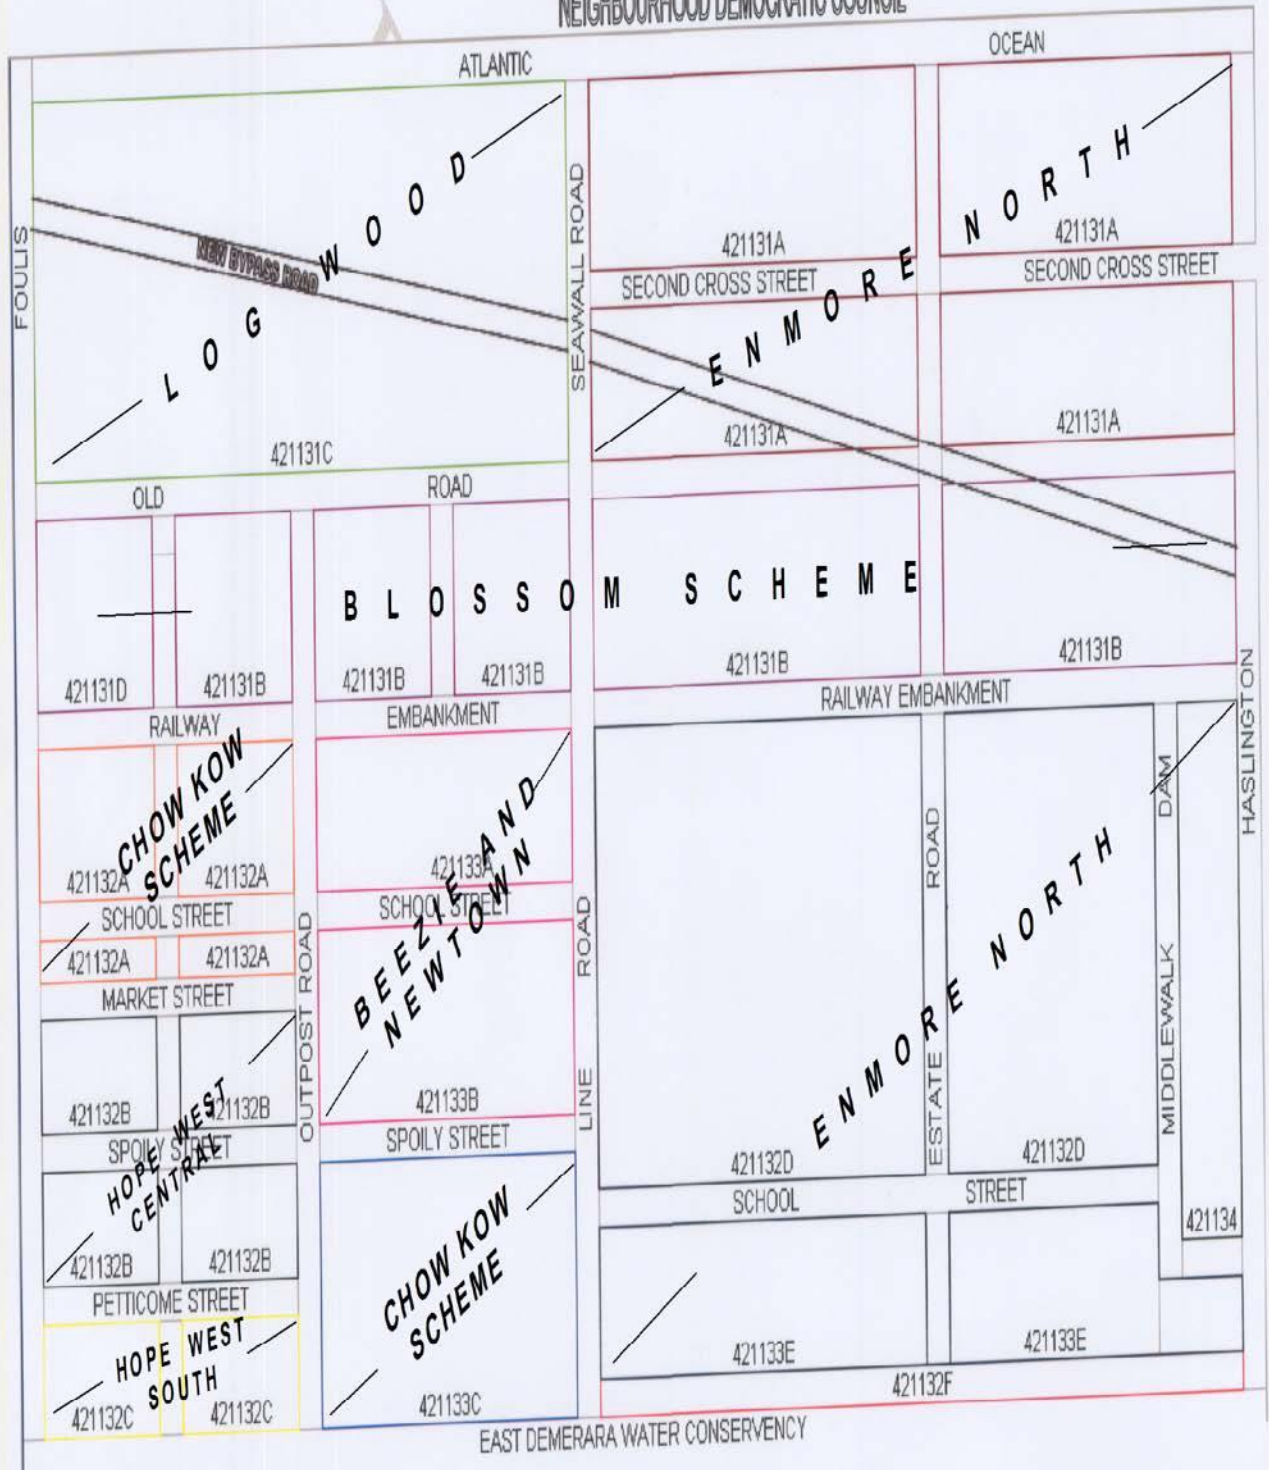 NEIGHBOURHOOD DEMOCRATIC COUNCIL
ATLANTIC OCEAN
FOULIS
LOG WOOD
NEW BYPASS ROAD
421131C
SEAWALL ROAD
421131A
421131A
SECOND CROSS STREET
SECOND CROSS STREET
ENMORE NORTH
421131A
421131A
OLD ROAD
BLOSSOM SCHEME
421131D
421131B
421131B
421131B
421131B
421131B
RAILWAY EMBANKMENT
RAILWAY EMBANKMENT
HASLINGTON
CHOW KOW
SCHEME
421132A
421132A
SCHOOL STREET
421132A
421132A
MARKET STREET
OUTPOST ROAD
421133A
SCHOOL STREET
BEEZIE AND
NEWTOWN
421133B
SPOILY STREET
LINE ROAD
ESTATE ROAD
MIDDLEWALK DAM
ENMORE NORTH
421132D
421132D
SCHOOL STREET
421134
421132B
421132B
SPOILY STREET
HOPE WEST
CENTRAL
421132B
421132B
PETTICOME STREET
HOPE WEST
SOUTH
421132C
421132C
CHOW KOW
SCHEME
421133C
421133E
421133E
421132F
EAST DEMERARA WATER CONSERVENCY